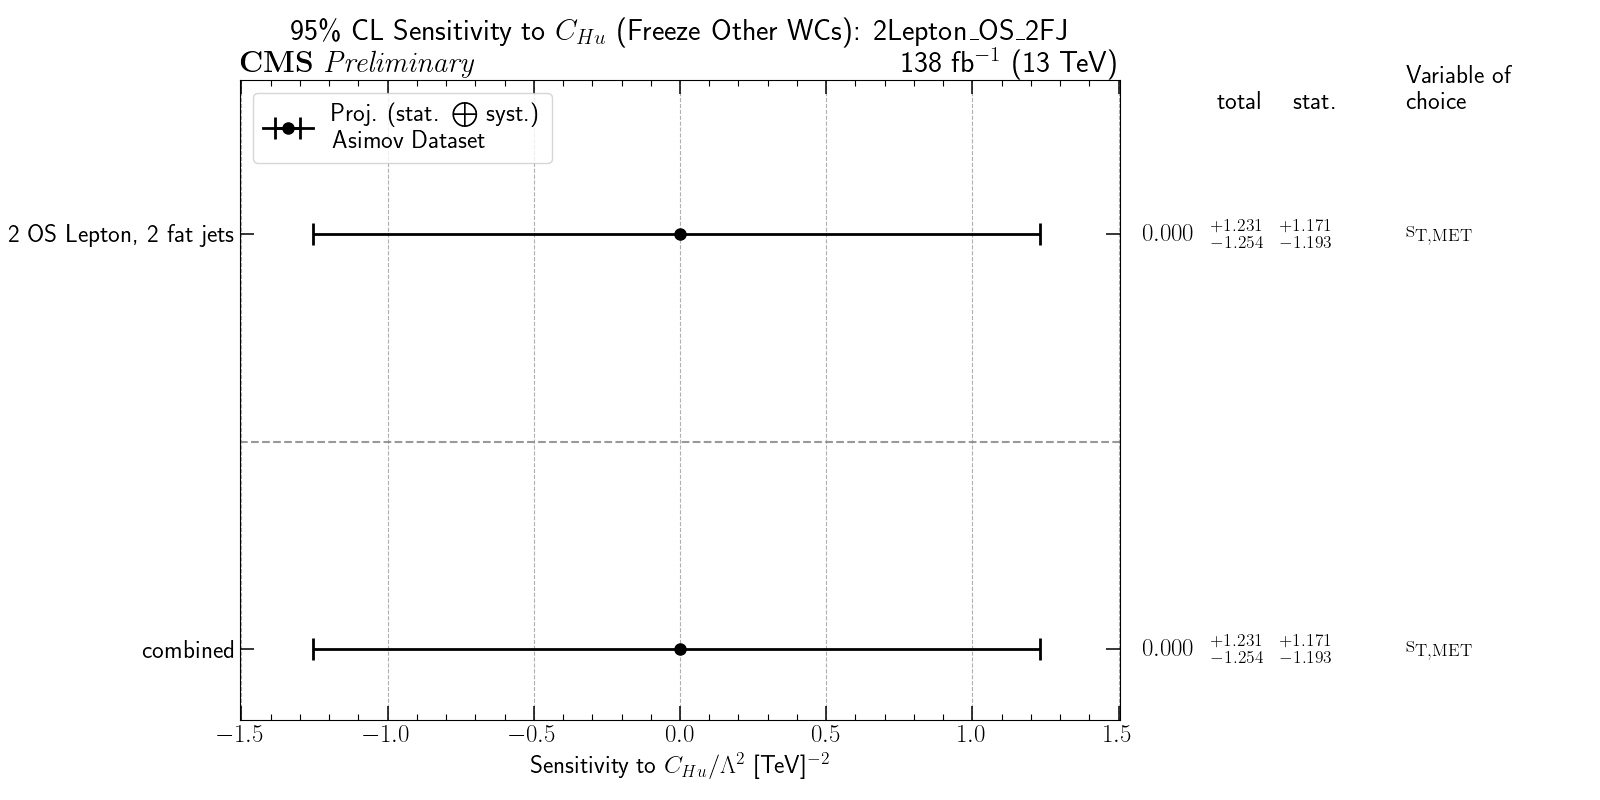 95% CL Sensitivity to C_{Hu} (Freeze Other WCs): 2Lepton_OS_2FJ
CMS Preliminary 138 fb^{−1} (13 TeV)
Variable of
choice
total stat.
Proj. (stat. ⨁ syst.)
Asimov Dataset
2 OS Lepton, 2 fat jets 0.000 +1.231 −1.254 +1.171 −1.193 s_{T,MET}
combined 0.000 +1.231 −1.254 +1.171 −1.193 s_{T,MET}
−1.5 −1.0 −0.5 0.0 0.5 1.0 1.5
Sensitivity to C_{Hu}/Λ^2 [TeV]^{−2}